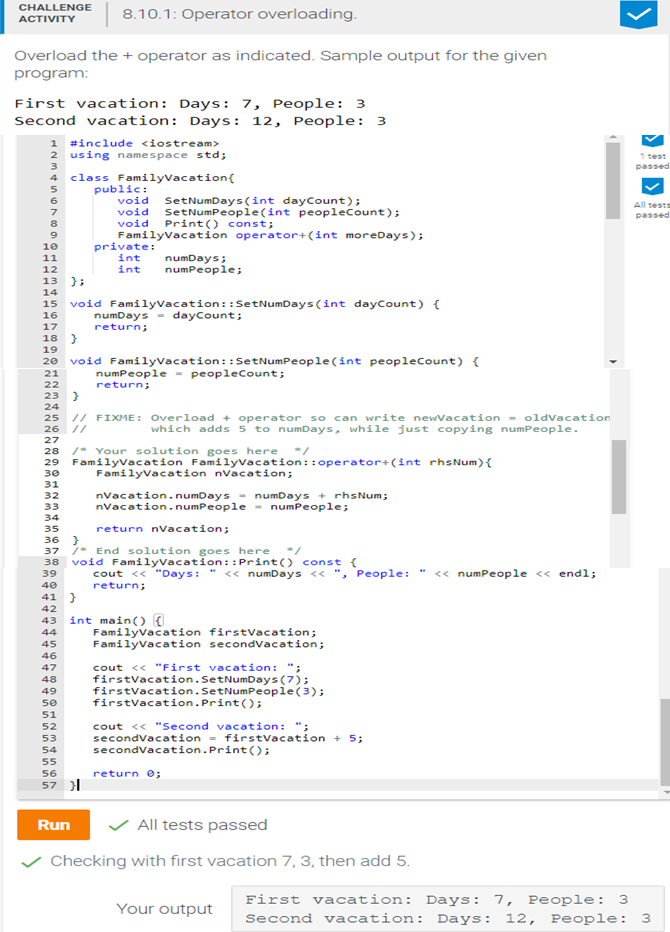 CHALLENGE
ACTIVITY
8.10.1: Operator overloading.
Overload the + operator as indicated. Sample output for the given
program:
First vacation: Days: 7, People: 3
Second vacation: Days: 12, People: 3
1 #include <iostream>
2 using namespace std;
3
4 class FamilyVacation{
5    public:
6       void  SetNumDays(int dayCount);
7       void  SetNumPeople(int peopleCount);
8       void  Print() const;
9       FamilyVacation operator+(int moreDays);
10    private:
11       int   numDays;
12       int   numPeople;
13 };
14
15 void FamilyVacation::SetNumDays(int dayCount) {
16    numDays = dayCount;
17    return;
18 }
19
20 void FamilyVacation::SetNumPeople(int peopleCount) {
21    numPeople = peopleCount;
22    return;
23 }
24
25 // FIXME: Overload + operator so can write newVacation = oldVacation
26 //        which adds 5 to numDays, while just copying numPeople.
27
28 /* Your solution goes here  */
29 FamilyVacation FamilyVacation::operator+(int rhsNum){
30    FamilyVacation nVacation;
31
32    nVacation.numDays = numDays + rhsNum;
33    nVacation.numPeople = numPeople;
34
35    return nVacation;
36 }
37 /* End solution goes here  */
38 void FamilyVacation::Print() const {
39    cout << "Days: " << numDays << ", People: " << numPeople << endl;
40    return;
41 }
42
43 int main() {
44    FamilyVacation firstVacation;
45    FamilyVacation secondVacation;
46
47    cout << "First vacation: ";
48    firstVacation.SetNumDays(7);
49    firstVacation.SetNumPeople(3);
50    firstVacation.Print();
51
52    cout << "Second vacation: ";
53    secondVacation = firstVacation + 5;
54    secondVacation.Print();
55
56    return 0;
57 }
1 test
passed
All tests
passed
Run
All tests passed
Checking with first vacation 7, 3, then add 5.
Your output
First vacation: Days: 7, People: 3
Second vacation: Days: 12, People: 3